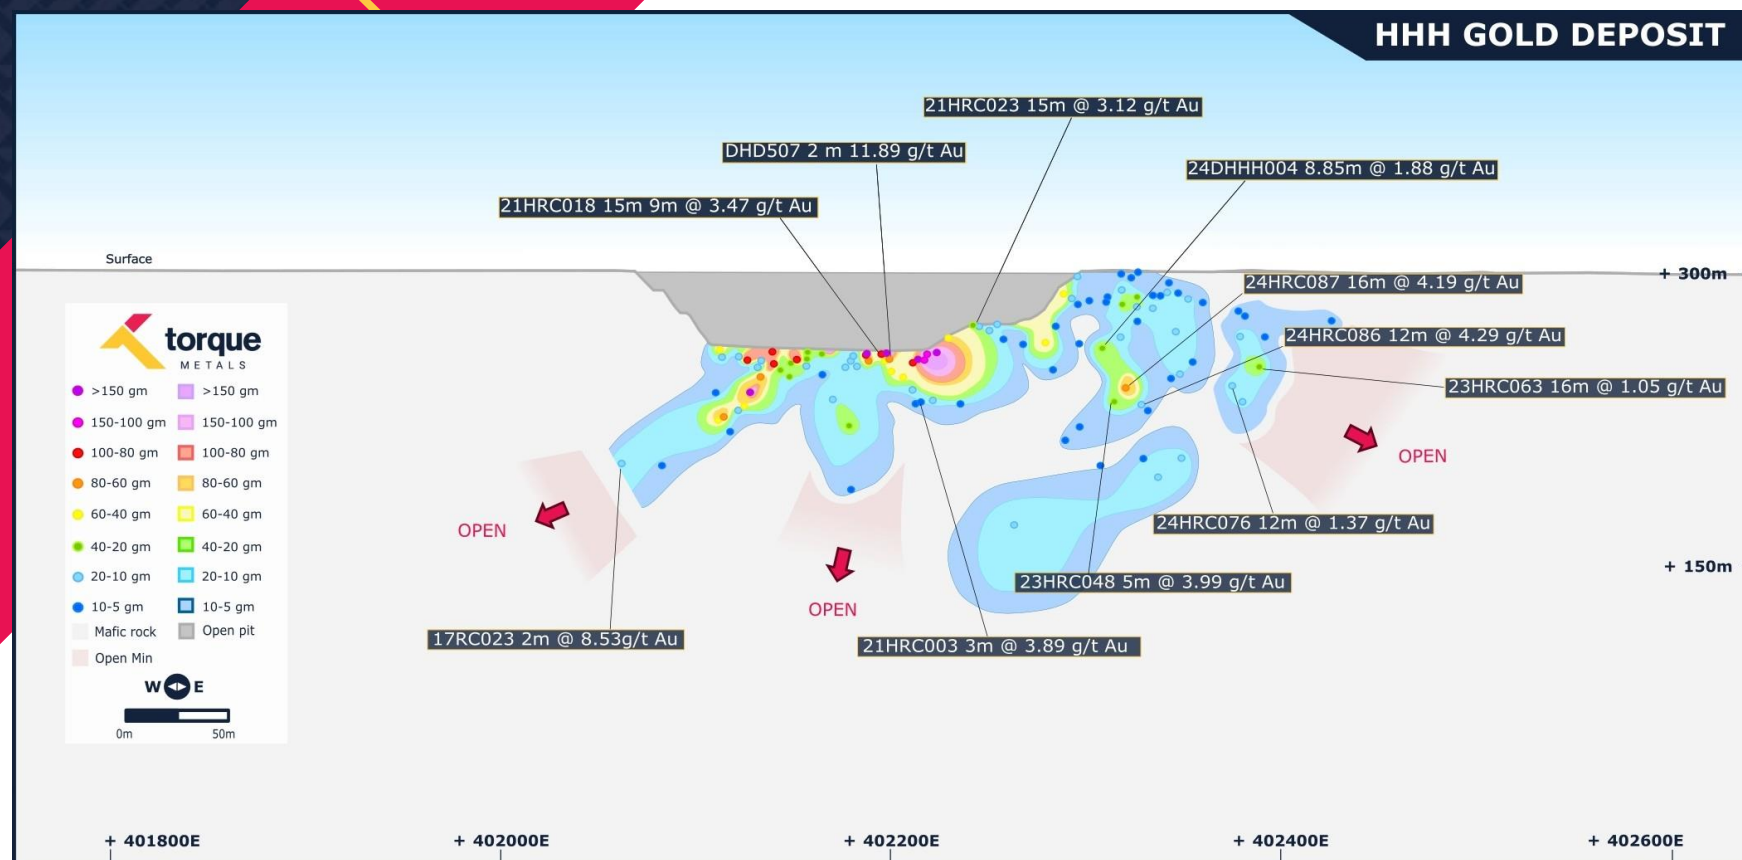 HHH GOLD DEPOSIT
21HRC023 15m @ 3.12 g/t Au
DHD507 2 m 11.89 g/t Au
24DHHH004 8.85m @ 1.88 g/t Au
21HRC018 15m 9m @ 3.47 g/t Au
Surface
+ 300m
24HRC087 16m @ 4.19 g/t Au
24HRC086 12m @ 4.29 g/t Au
23HRC063 16m @ 1.05 g/t Au
OPEN
24HRC076 12m @ 1.37 g/t Au
OPEN
+ 150m
23HRC048 5m @ 3.99 g/t Au
OPEN
17RC023 2m @ 8.53g/t Au
21HRC003 3m @ 3.89 g/t Au
torque
METALS
>150 gm >150 gm
150-100 gm 150-100 gm
100-80 gm 100-80 gm
80-60 gm 80-60 gm
60-40 gm 60-40 gm
40-20 gm 40-20 gm
20-10 gm 20-10 gm
10-5 gm 10-5 gm
Mafic rock Open pit
Open Min
W E
0m 50m
+ 401800E + 402000E + 402200E + 402400E + 402600E